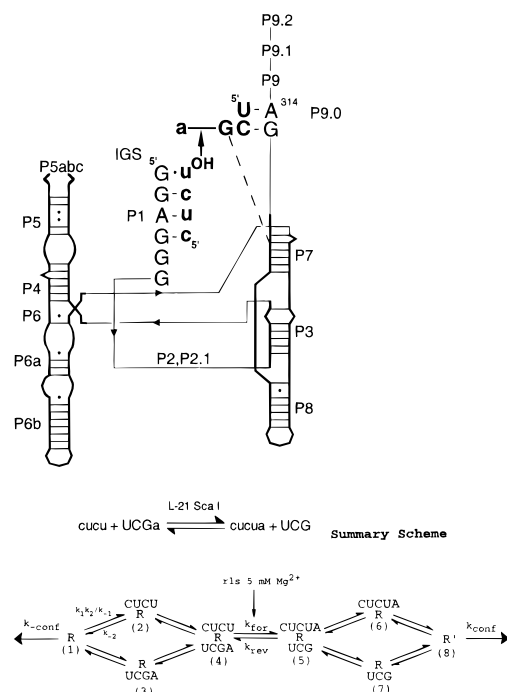 P9.2
P9.1
P9
5' U - A 314 P9.0
a — G C - G
OH
IGS 5'
G · u
G - c
P1 A - u
G - c 5'
G
G
P5abc
P5
P4
P6
P6a
P6b
P7
P3
P2,P2.1
P8
L-21 Sca I
cucu + UCGa cucua + UCG
Summary Scheme
r1s 5 mM Mg2+
k-conf
k1k2/k-1
k-2
kfor
krev
kconf
R
(1)
CUCU
R
(2)
R
UCGA
(3)
CUCU
R
UCGA
(4)
CUCUA
R
UCG
(5)
CUCUA
R
(6)
R
UCG
(7)
R'
(8)